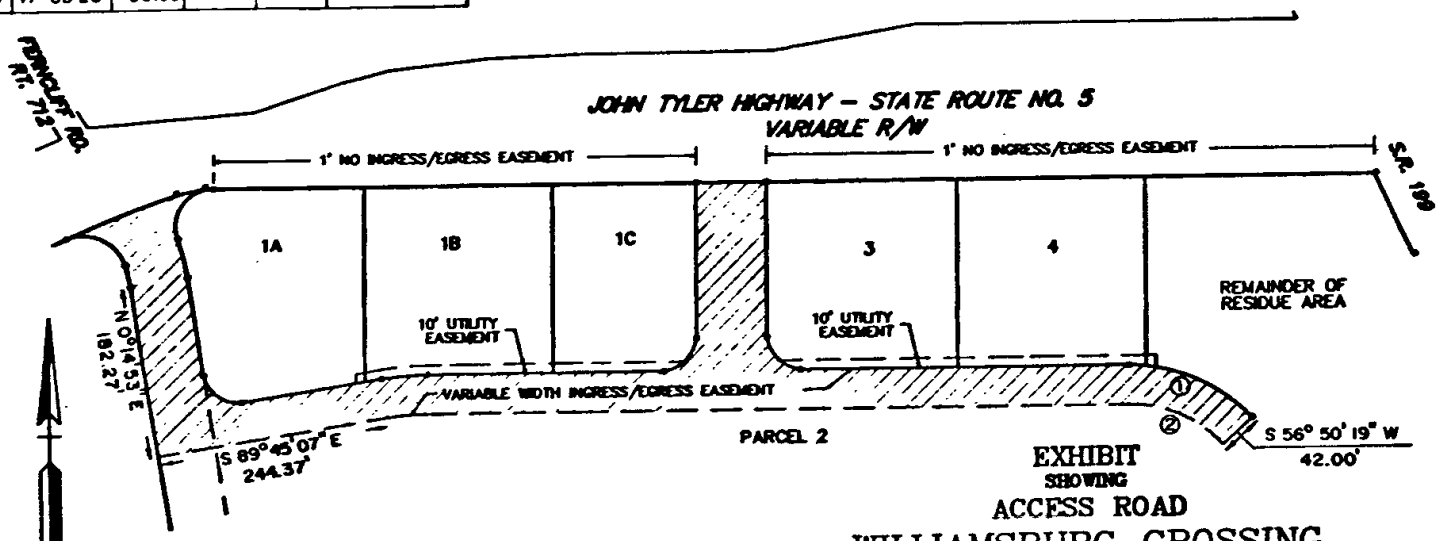 FERNCLIFF RD.
RT. 712
JOHN TYLER HIGHWAY - STATE ROUTE NO. 5
VARIABLE R/W
1' NO INGRESS/EGRESS EASEMENT
1' NO INGRESS/EGRESS EASEMENT
S.R. 199
1A
1B
1C
3
4
REMAINDER OF
RESIDUE AREA
10' UTILITY
EASEMENT
10' UTILITY
EASEMENT
N 0°14'53" E
182.27'
VARIABLE WIDTH INGRESS/EGRESS EASEMENT
1
2
S 89°45'07" E
244.37'
PARCEL 2
S 56°50'19" W
42.00'
EXHIBIT
SHOWING
ACCESS ROAD
WILLIAMSBURG CROSSING